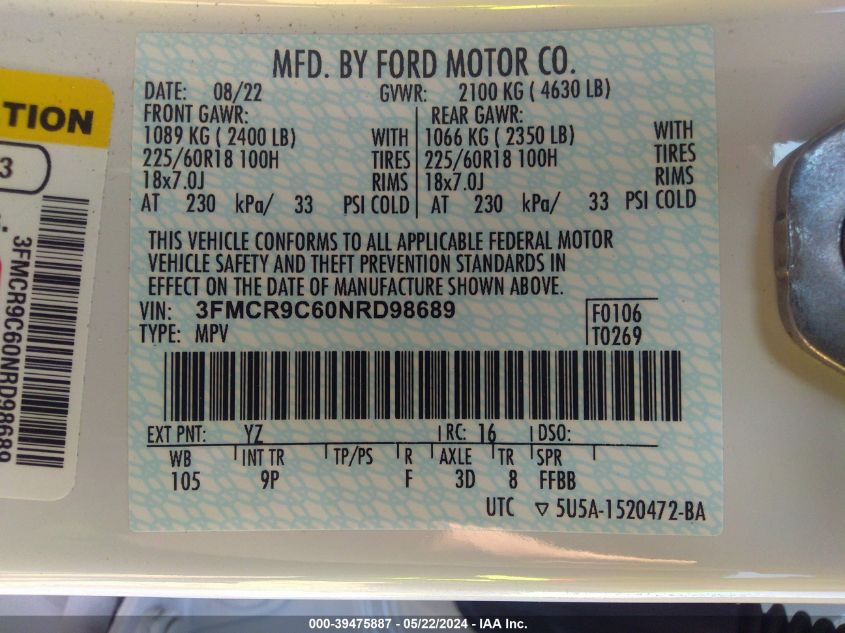 TION
3
3FMCR9C60NRD98689
MFD. BY FORD MOTOR CO.
DATE: 08/22 GVWR: 2100 KG ( 4630 LB)
FRONT GAWR: REAR GAWR:
1089 KG ( 2400 LB) WITH 1066 KG ( 2350 LB) WITH
225/60R18 100H TIRES 225/60R18 100H TIRES
18x7.0J RIMS 18x7.0J RIMS
AT 230 kPa/ 33 PSI COLD AT 230 kPa/ 33 PSI COLD
THIS VEHICLE CONFORMS TO ALL APPLICABLE FEDERAL MOTOR
VEHICLE SAFETY AND THEFT PREVENTION STANDARDS IN
EFFECT ON THE DATE OF MANUFACTURE SHOWN ABOVE.
VIN: 3FMCR9C60NRD98689 F0106
TYPE: MPV T0269
EXT PNT: YZ RC: 16 DSO:
WB INT TR TP/PS R AXLE TR SPR
105 9P F 3D 8 FFBB
UTC ▽ 5U5A-1520472-BA
000-39475887 - 05/22/2024 - IAA Inc.